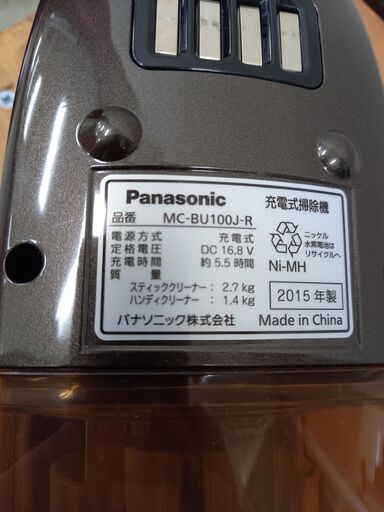 Panasonic 充電式掃除機
品番 MC-BU100J-R
電源方式 充電式
定格電圧 DC 16.8 V
充電時間 約 5.5 時間
質量
スティッククリーナー：2.7 kg
ハンディクリーナー：1.4 kg
パナソニック株式会社
ニッケル
水素電池は
リサイクルへ
Ni-MH
2015 年製
Made in China